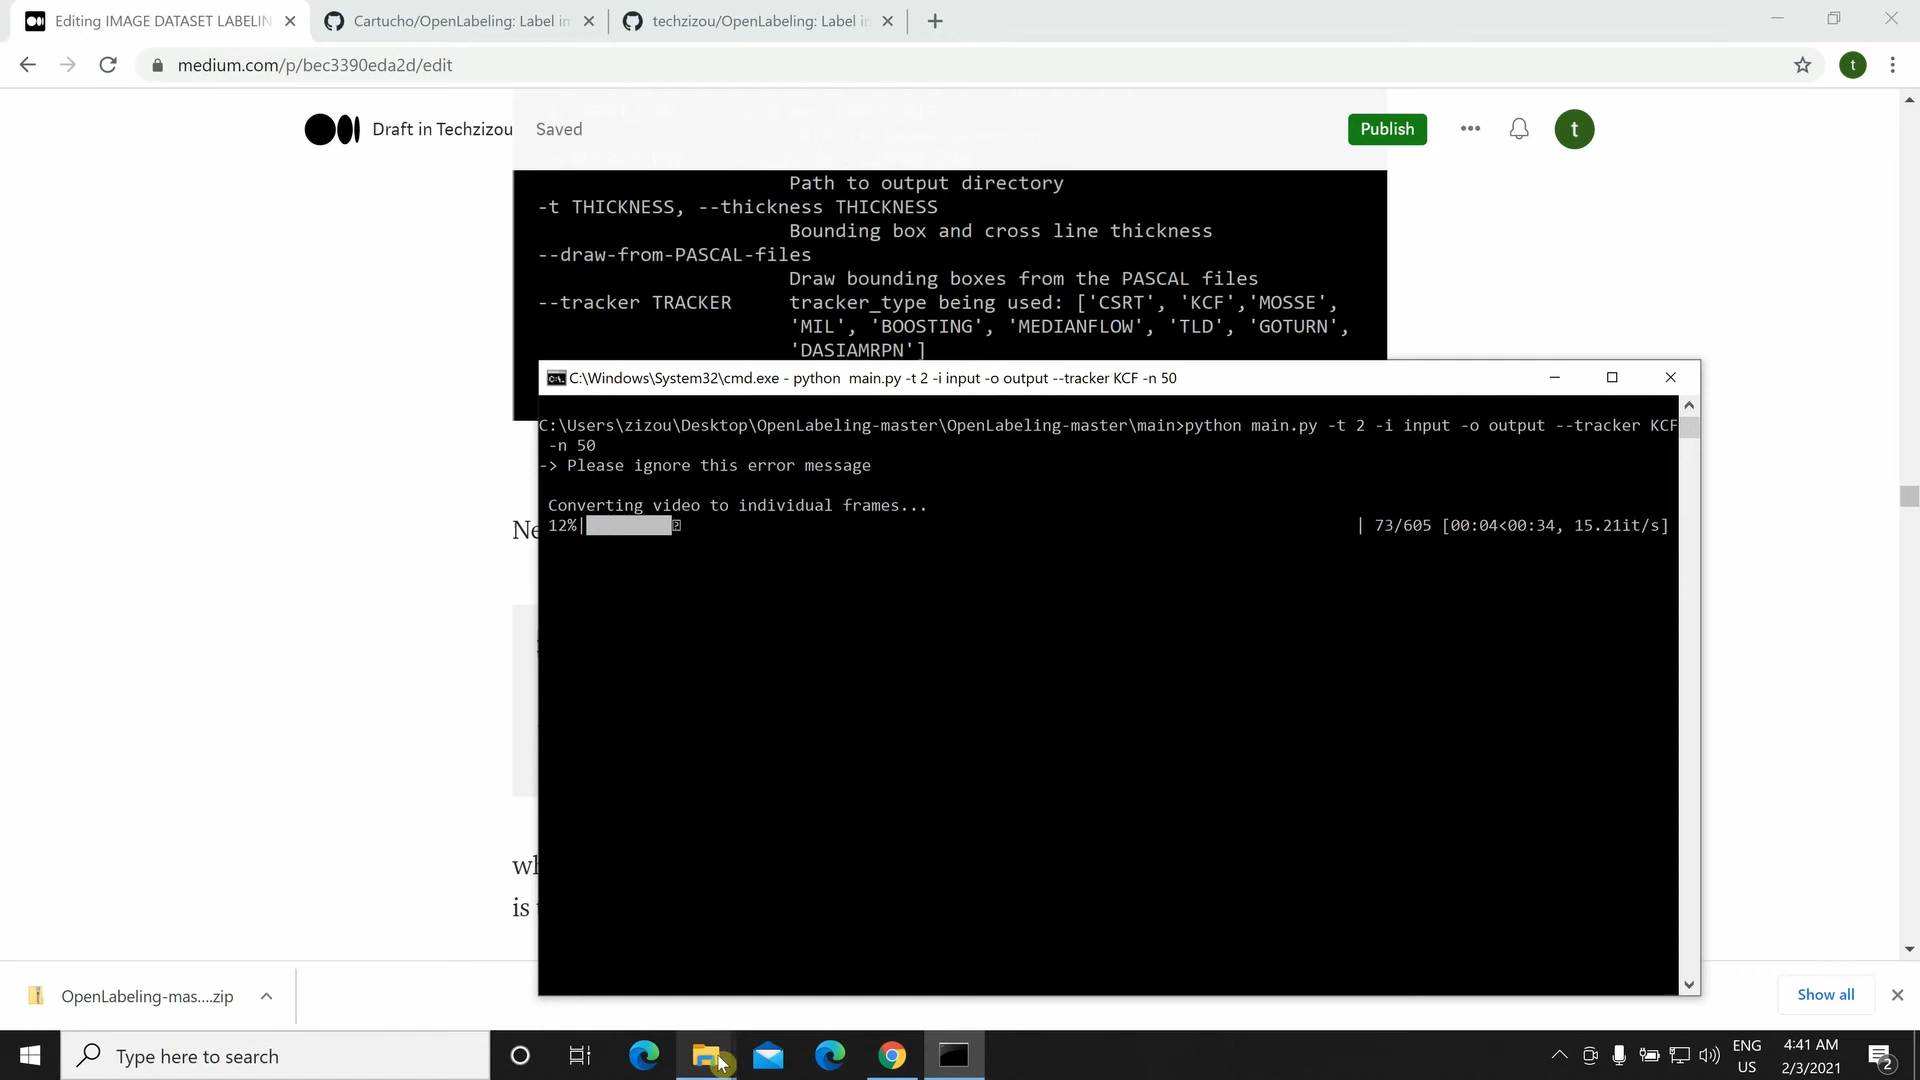 Editing IMAGE DATASET LABELIN
Cartucho/OpenLabeling: Label in
techzizou/OpenLabeling: Label in
medium.com/p/bec3390eda2d/edit
t
Draft in Techzizou
Saved
Publish
t
Path to output directory
-t THICKNESS, --thickness THICKNESS
Bounding box and cross line thickness
--draw-from-PASCAL-files
Draw bounding boxes from the PASCAL files
--tracker TRACKER tracker_type being used: ['CSRT', 'KCF','MOSSE',
'MIL', 'BOOSTING', 'MEDIANFLOW', 'TLD', 'GOTURN',
'DASIAMRPN']
C:\Windows\System32\cmd.exe - python  main.py -t 2 -i input -o output --tracker KCF -n 50
C:\Users\zizou\Desktop\OpenLabeling-master\OpenLabeling-master\main>python main.py -t 2 -i input -o output --tracker KCF
-n 50
-> Please ignore this error message
Converting video to individual frames...
12%| | 73/605 [00:04<00:34, 15.21it/s]
Ne
wh
is
OpenLabeling-mas....zip
Show all
Type here to search
ENG
US
4:41 AM
2/3/2021
2